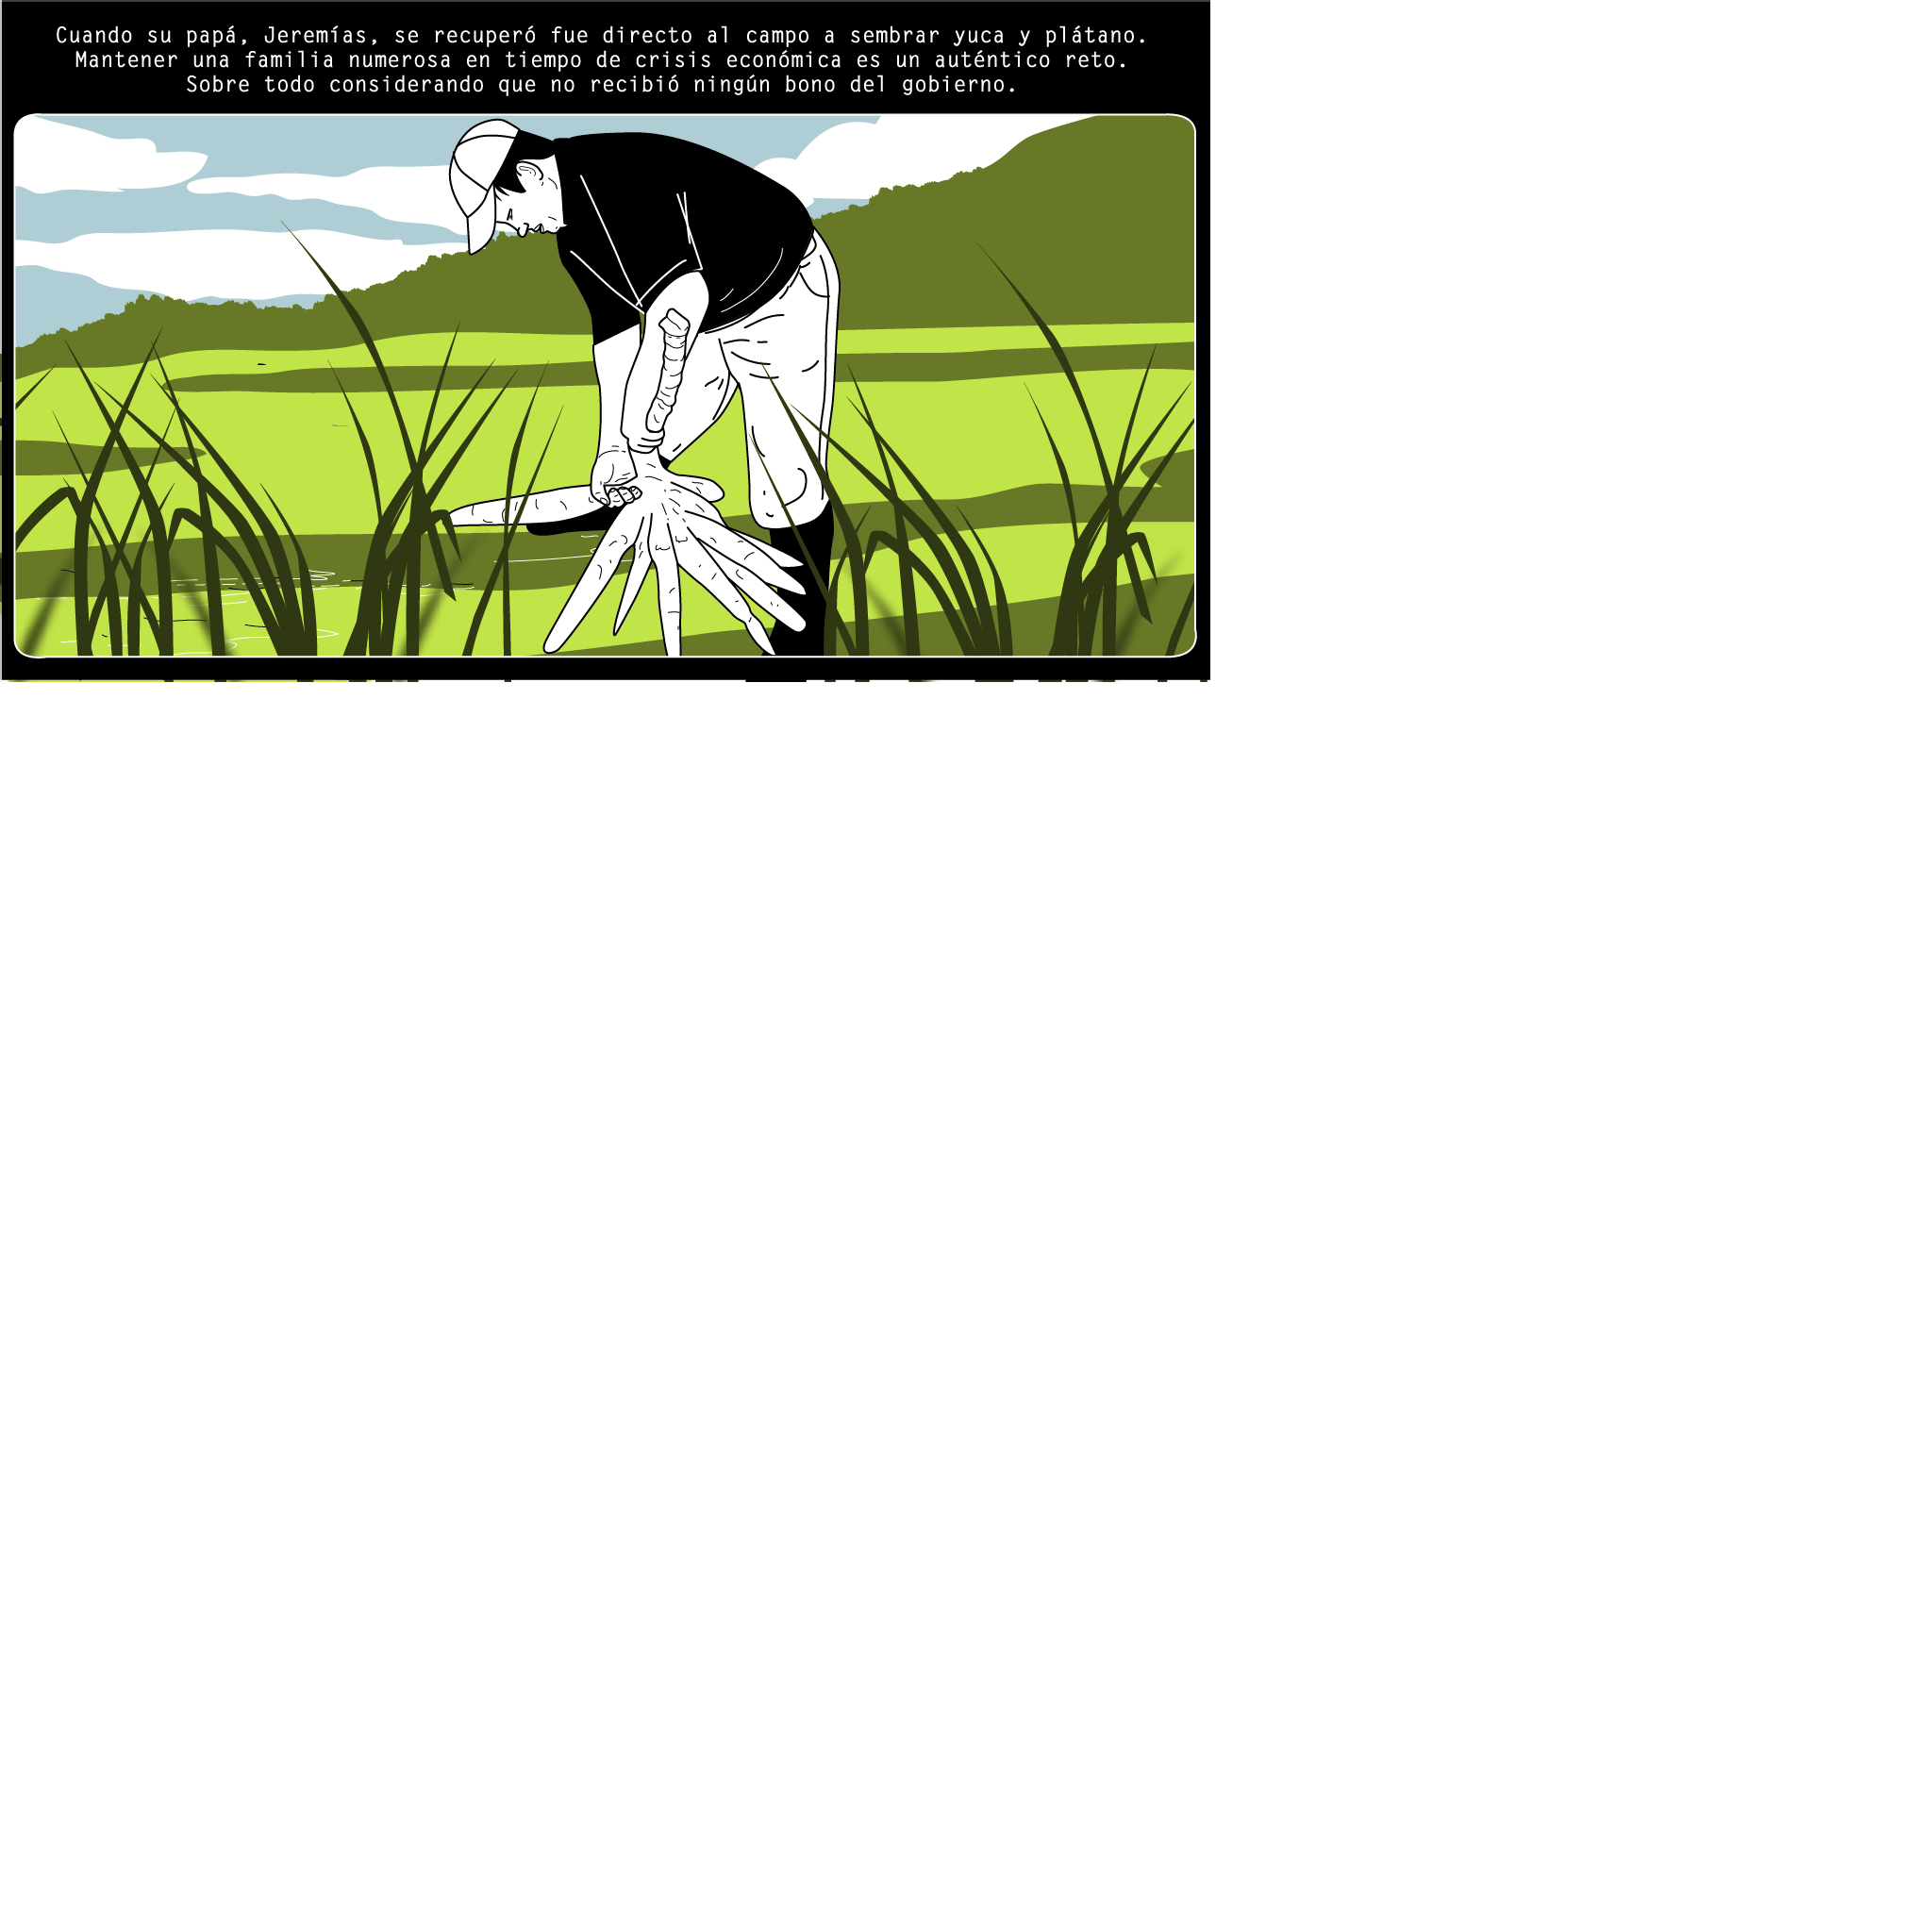 Cuando su papá, Jeremías, se recuperó fue directo al campo a sembrar yuca y plátano.
Mantener una familia numerosa en tiempo de crisis económica es un auténtico reto.
Sobre todo considerando que no recibió ningún bono del gobierno.